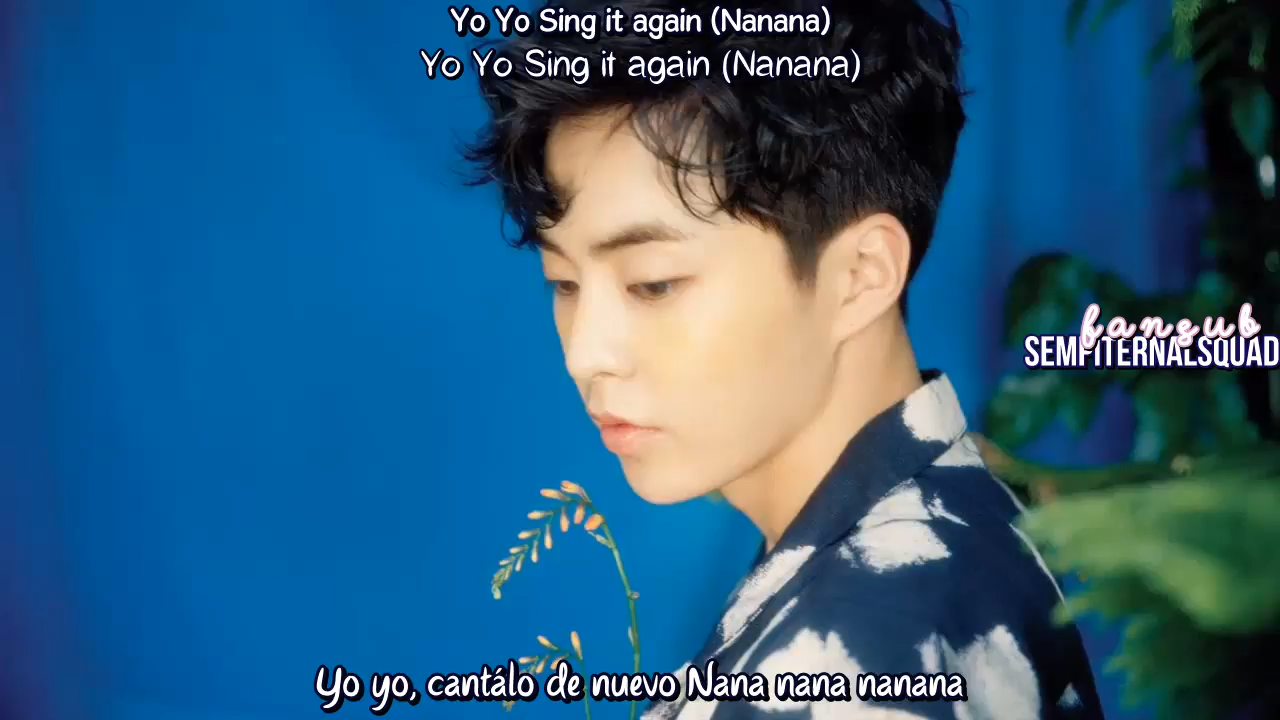 Yo Yo Sing it again (Nanana)
Yo Yo Sing it again (Nanana)
fansub
SEMPITERNALSQUAD
Yo yo, cantálo de nuevo Nana nana nanana